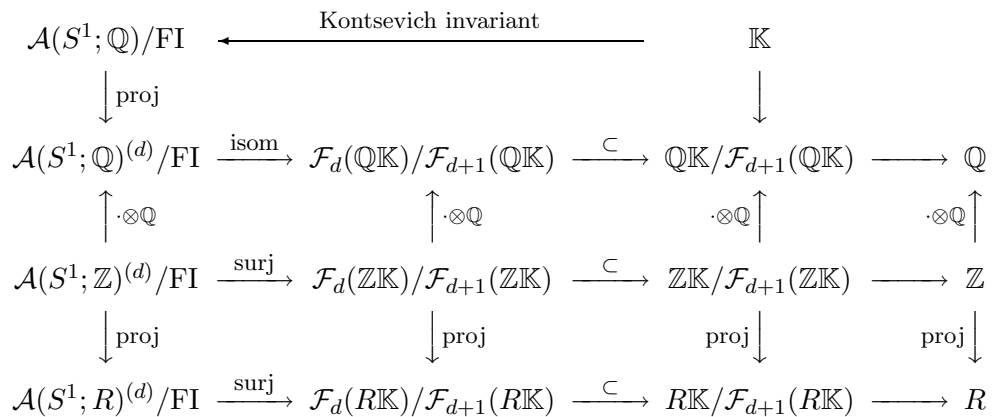 Kontsevich invariant
𝒜(S¹;ℚ)/FI 𝕂
proj
𝒜(S¹;ℚ)⁽ᵈ⁾/FI isom ℱ_d(ℚ𝕂)/ℱ_{d+1}(ℚ𝕂) ⊂ ℚ𝕂/ℱ_{d+1}(ℚ𝕂) ℚ
·⊗ℚ ·⊗ℚ ·⊗ℚ ·⊗ℚ
𝒜(S¹;ℤ)⁽ᵈ⁾/FI surj ℱ_d(ℤ𝕂)/ℱ_{d+1}(ℤ𝕂) ⊂ ℤ𝕂/ℱ_{d+1}(ℤ𝕂) ℤ
proj proj proj proj
𝒜(S¹;R)⁽ᵈ⁾/FI surj ℱ_d(R𝕂)/ℱ_{d+1}(R𝕂) ⊂ R𝕂/ℱ_{d+1}(R𝕂) R